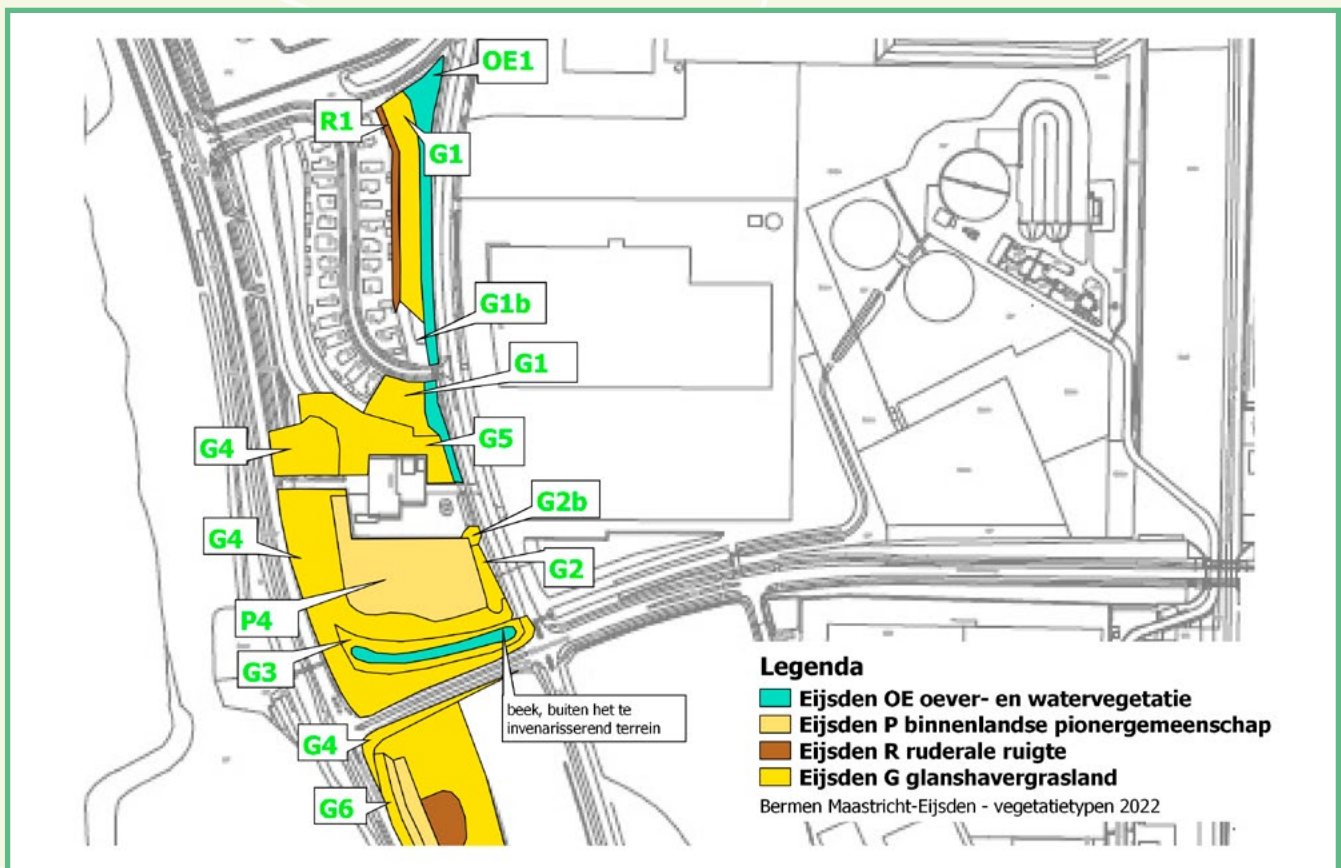 OE1
R1
G1
G1b
G1
G4
G5
G2b
G4
G2
P4
G3
beek, buiten het te
invenarisserend terrein
G4
G6
Legenda
Eijsden OE oever- en watervegetatie
Eijsden P binnenlandse pionergemeenschap
Eijsden R ruderale ruigte
Eijsden G glanshavergrasland
Bermen Maastricht-Eijsden - vegetatietypen 2022